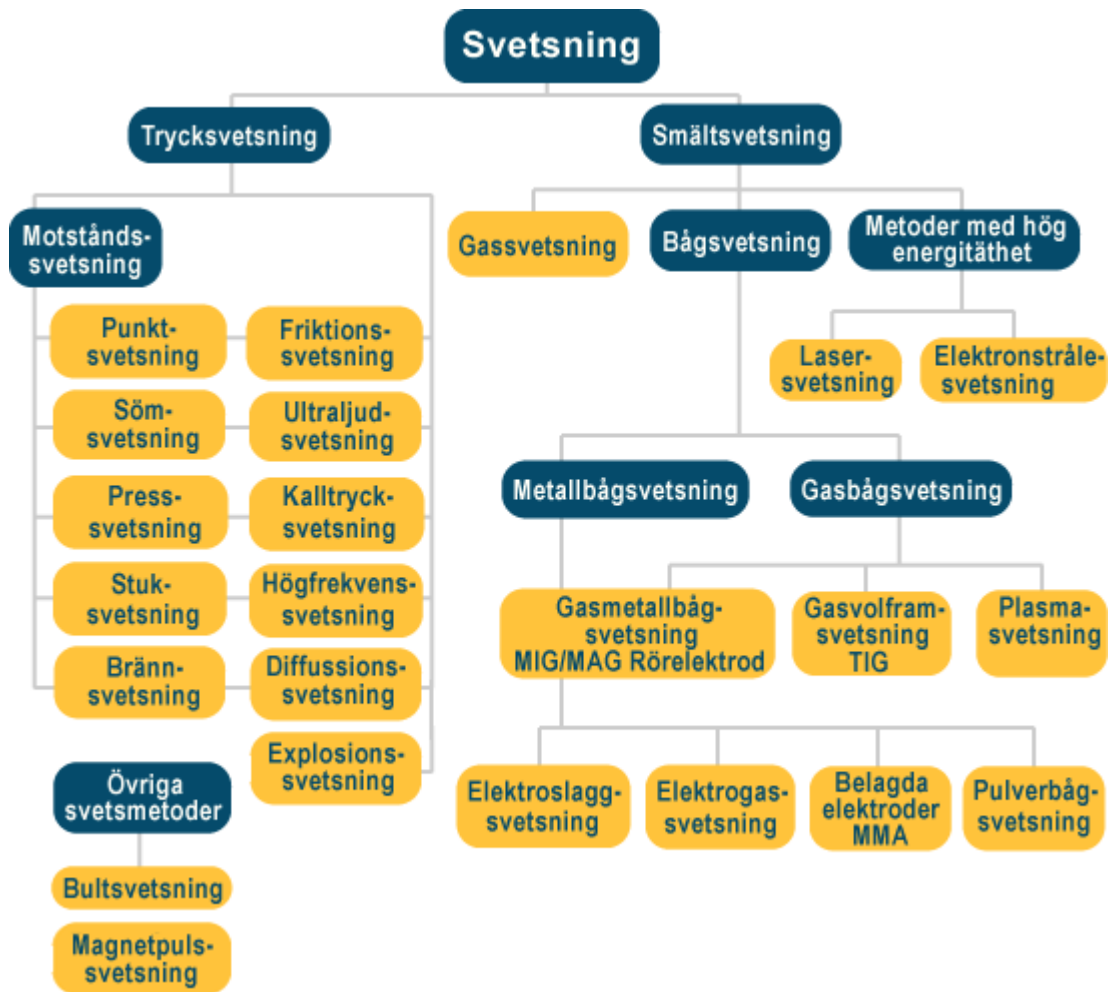 Svetsning
Trycksvetsning
Smältsvetsning
Motstånds-
svetsning
Gassvetsning
Bågsvetsning
Metoder med hög
energitäthet
Punkt-
svetsning
Friktions-
svetsning
Laser-
svetsning
Elektronstråle-
svetsning
Söm-
svetsning
Ultraljud-
svetsning
Metallbågsvetsning
Gasbågsvetsning
Press-
svetsning
Kalltryck-
svetsning
Stuk-
svetsning
Högfrekvens-
svetsning
Gasmetallbåg-
svetsning
MIG/MAG Rörelektrod
Gasvolfram-
svetsning
TIG
Plasma-
svetsning
Bränn-
svetsning
Diffussions-
svetsning
Explosions-
svetsning
Övriga
svetsmetoder
Elektroslagg-
svetsning
Elektrogas-
svetsning
Belagda
elektroder
MMA
Pulverbåg-
svetsning
Bultsvetsning
Magnetpuls-
svetsning